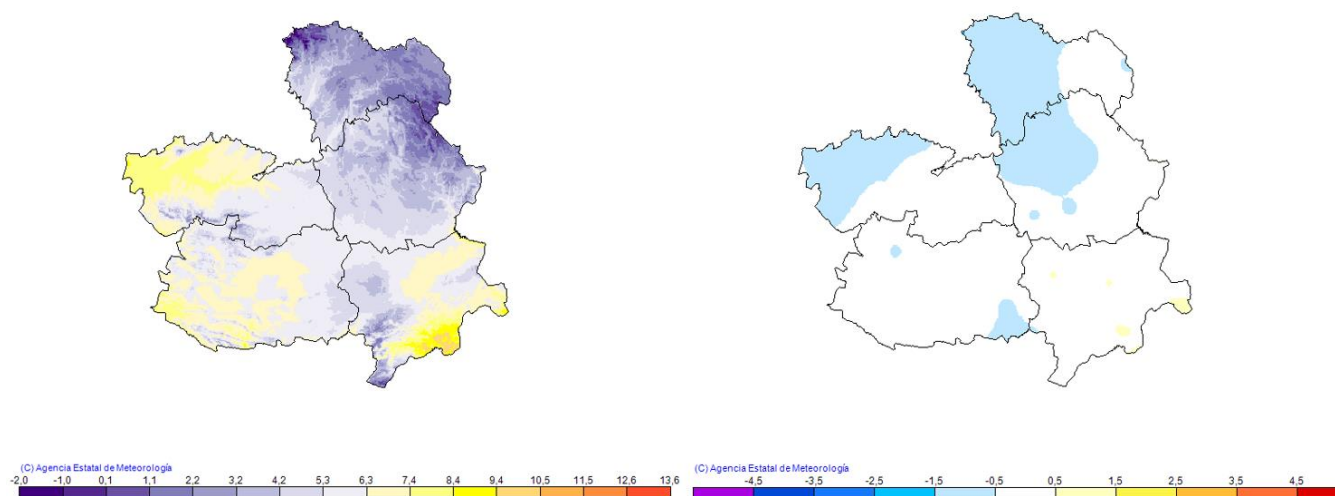 (C) Agencia Estatal de Meteorología
-2,0 -1,0 0,1 1,1 2,2 3,2 4,2 5,3 6,3 7,4 8,4 9,4 10,5 11,5 12,6 13,6
(C) Agencia Estatal de Meteorología
-4,5 -3,5 -2,5 -1,5 -0,5 0,5 1,5 2,5 3,5 4,5